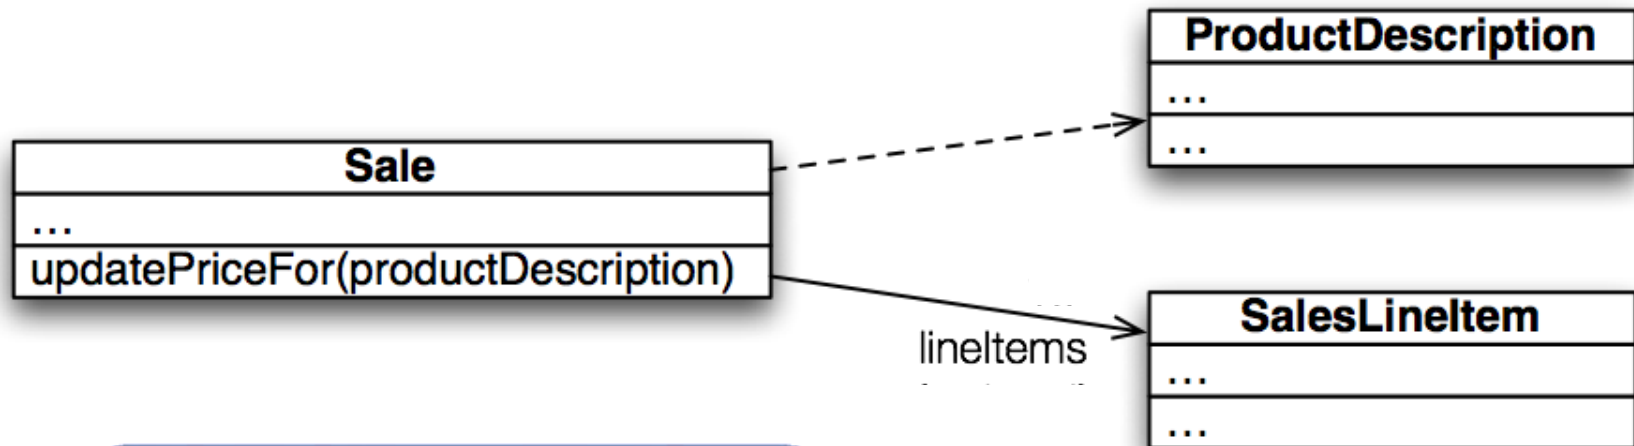 ProductDescription
...
...
Sale
...
updatePriceFor(productDescription)
lineItems
SalesLineItem
...
...